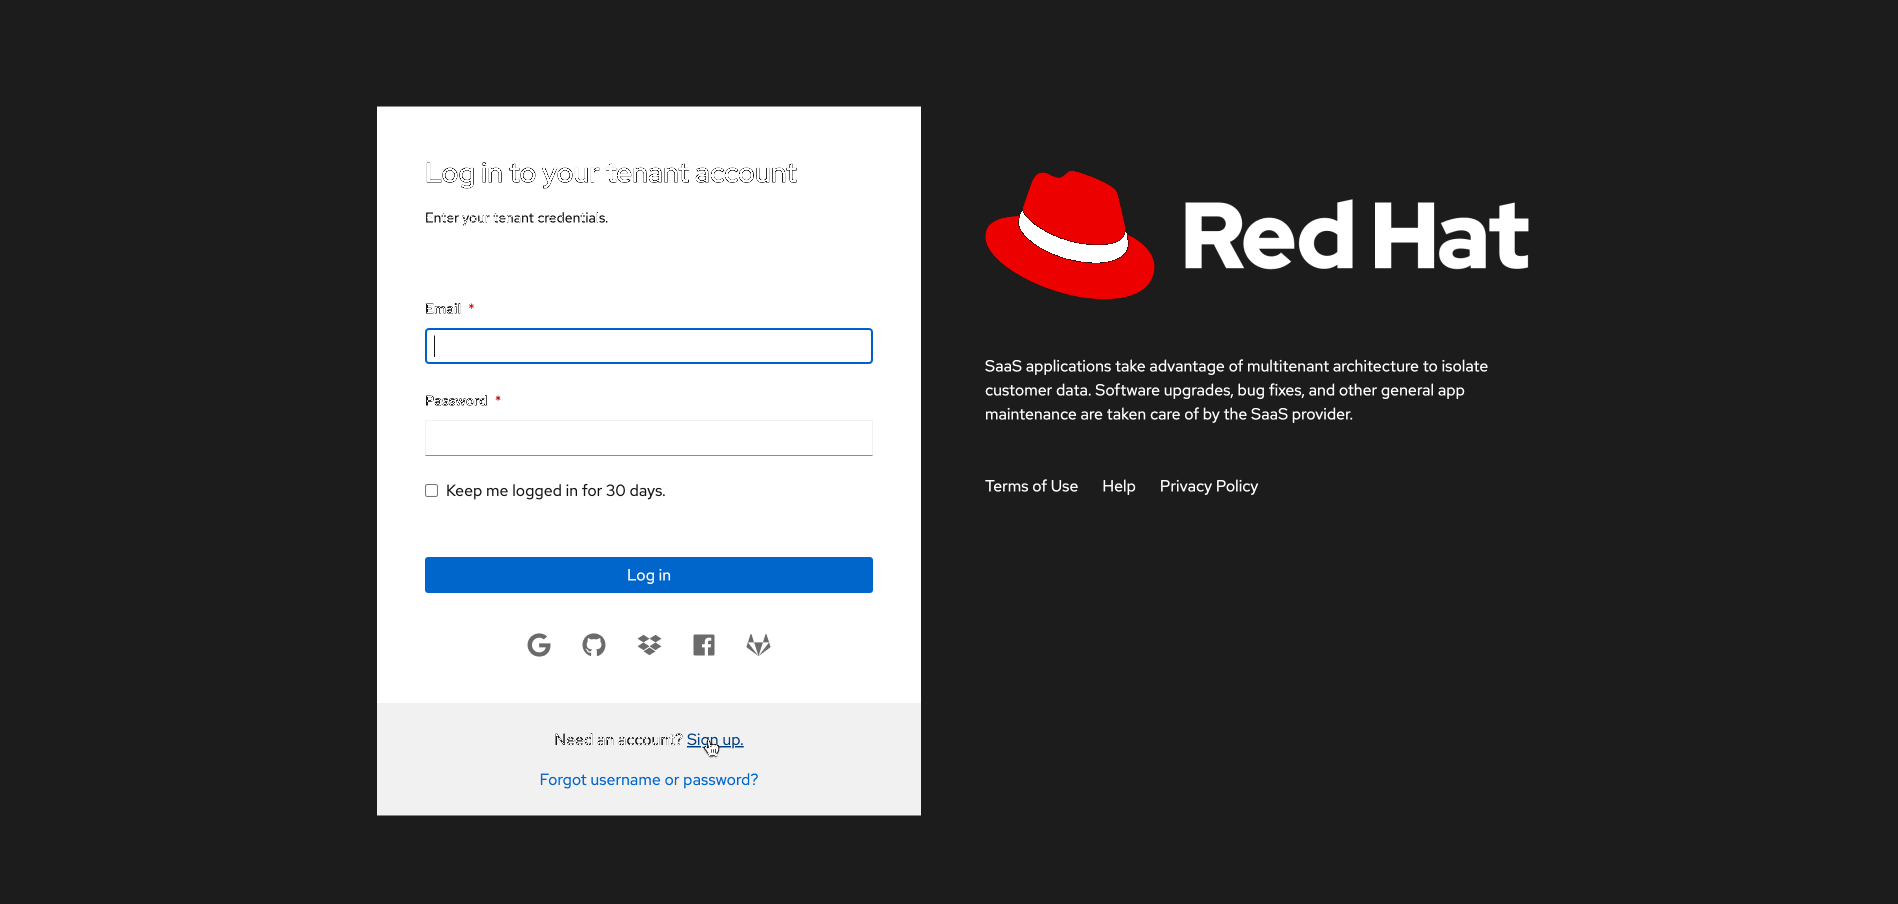 Log in to your tenant account
Enter your tenant credentials.
Email *
Password *
Keep me logged in for 30 days.
Log in
Need an account? Sign up.
Forgot username or password?
Red Hat
SaaS applications take advantage of multitenant architecture to isolate
customer data. Software upgrades, bug fixes, and other general app
maintenance are taken care of by the SaaS provider.
Terms of Use Help Privacy Policy